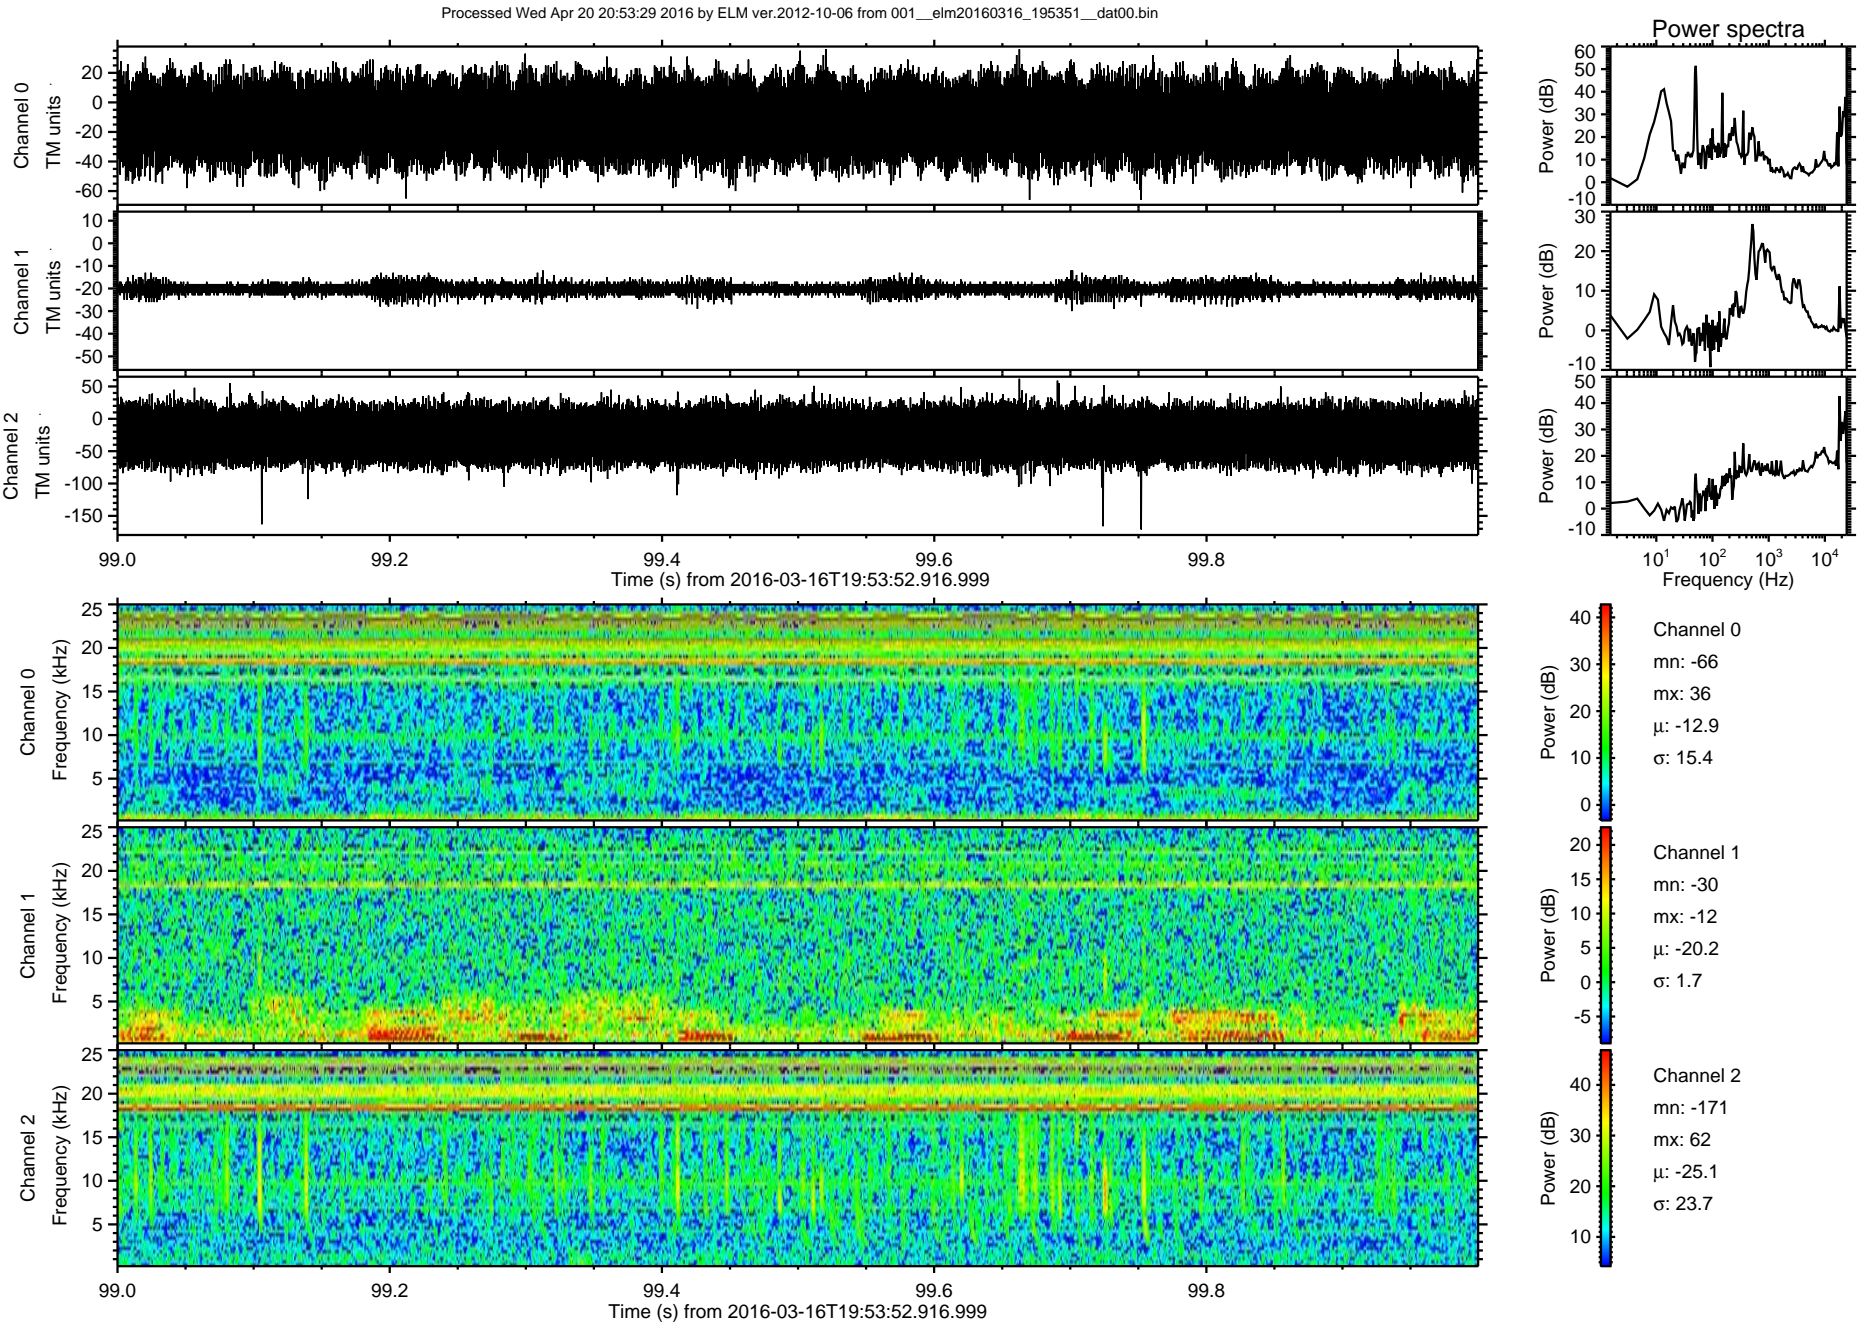 Processed Wed Apr 20 20:53:29 2016 by ELM ver.2012-10-06 from 001__elm20160316_195351__dat00.bin
Power spectra
Channel 0
TM units
20
0
-20
-40
-60
Power (dB)
60
50
40
30
20
10
0
-10
Channel 1
TM units
10
0
-10
-20
-30
-40
-50
Power (dB)
30
20
10
0
-10
Channel 2
TM units
50
0
-50
-100
-150
Power (dB)
50
40
30
20
10
0
-10
99.0 99.2 99.4 99.6 99.8
Time (s) from 2016-03-16T19:53:52.916.999
10¹ 10² 10³ 10⁴
Frequency (Hz)
Channel 0
Frequency (kHz)
25
20
15
10
5
Power (dB)
40
30
20
10
0
Channel 0
mn: -66
mx: 36
μ: -12.9
σ: 15.4
Channel 1
Frequency (kHz)
25
20
15
10
5
Power (dB)
20
15
10
5
0
-5
Channel 1
mn: -30
mx: -12
μ: -20.2
σ: 1.7
Channel 2
Frequency (kHz)
25
20
15
10
5
Power (dB)
40
30
20
10
Channel 2
mn: -171
mx: 62
μ: -25.1
σ: 23.7
99.0 99.2 99.4 99.6 99.8
Time (s) from 2016-03-16T19:53:52.916.999